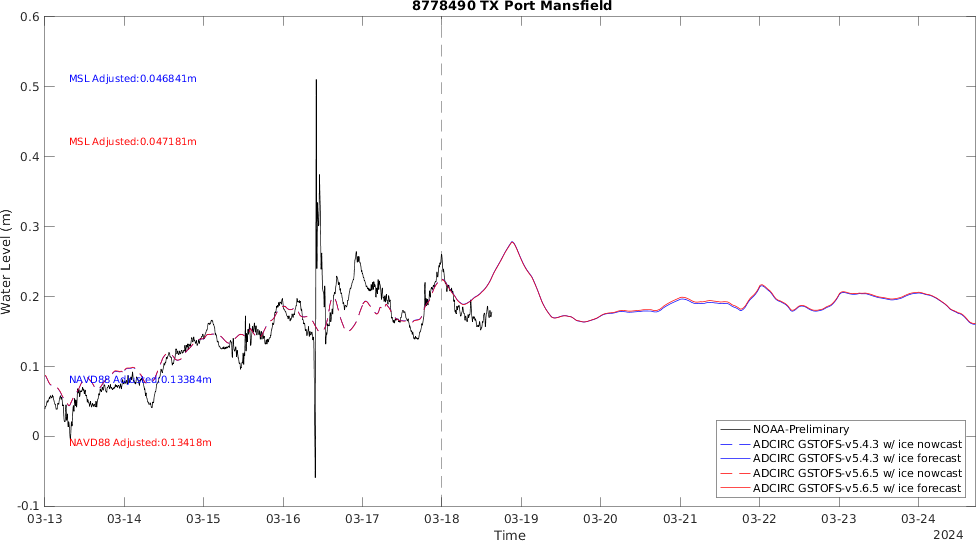 8778490 TX Port Mansfield
0.6
0.5
0.4
0.3
0.2
0.1
0
-0.1
Water Level (m)
MSL Adjusted:0.046841m
MSL Adjusted:0.047181m
NAVD88 Adjusted:0.13384m
NAVD88 Adjusted:0.13418m
NOAA-Preliminary
ADCIRC GSTOFS-v5.4.3 w/ ice nowcast
ADCIRC GSTOFS-v5.4.3 w/ ice forecast
ADCIRC GSTOFS-v5.6.5 w/ ice nowcast
ADCIRC GSTOFS-v5.6.5 w/ ice forecast
03-13 03-14 03-15 03-16 03-17 03-18 03-19 03-20 03-21 03-22 03-23 03-24
Time
2024